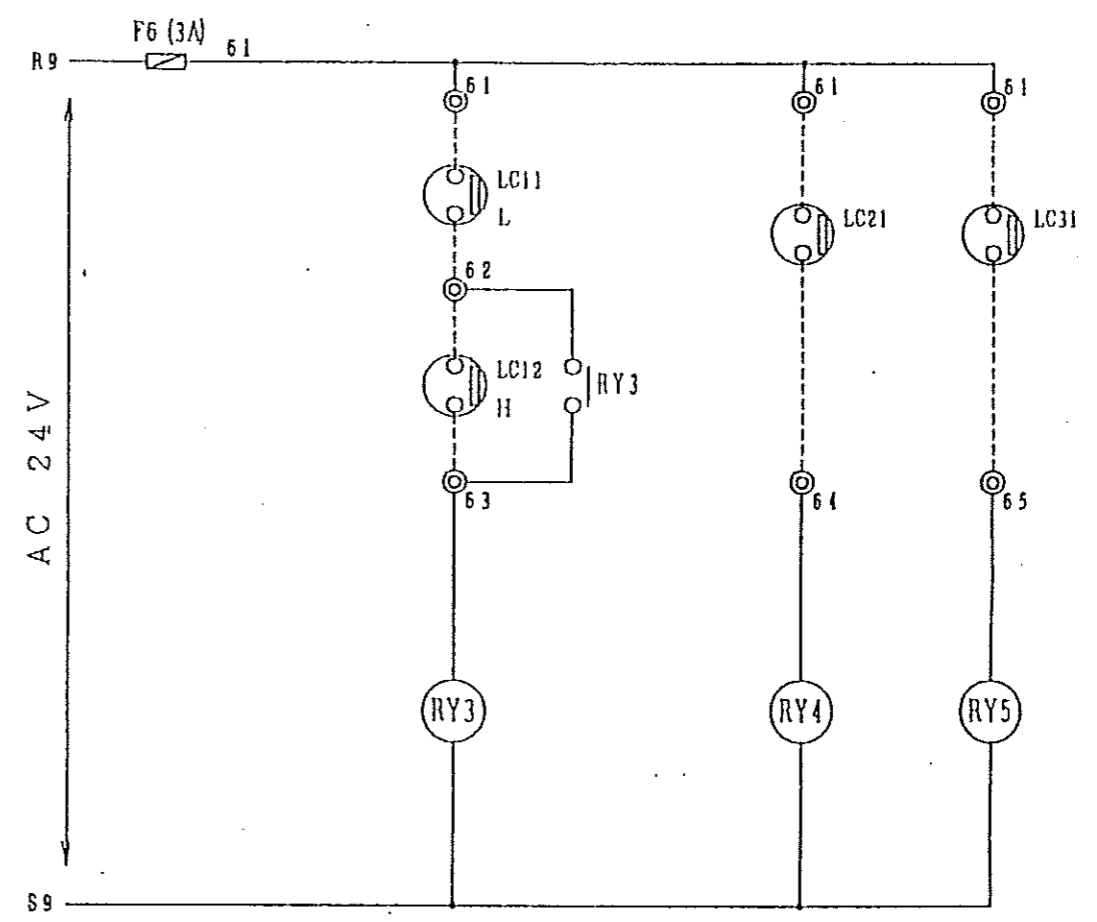 F6 (3A)
R9
61
61
61
61
LC11
L
LC21
LC31
62
LC12
H
RY3
AC 24V
63
64
65
RY3
RY4
RY5
S9